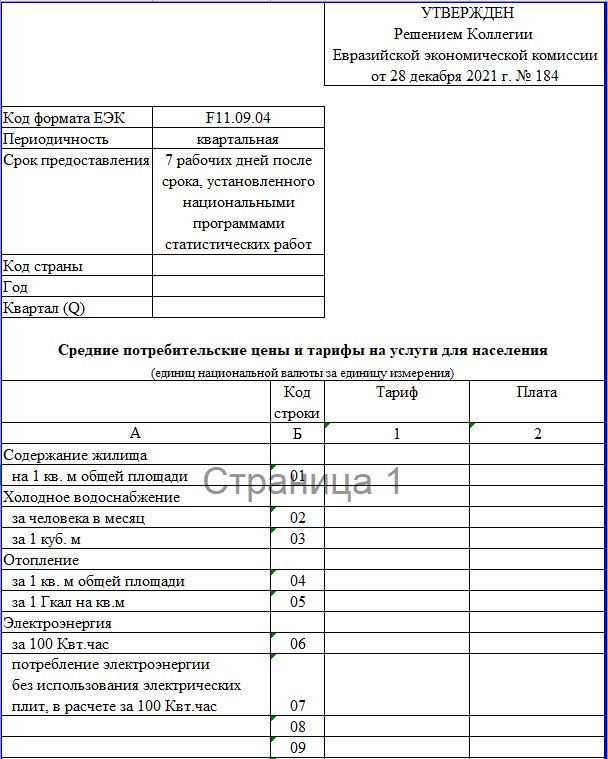 УТВЕРЖДЕН
Решением Коллегии
Евразийской экономической комиссии
от 28 декабря 2021 г. № 184
Код формата ЕЭК F11.09.04
Периодичность квартальная
Срок предоставления 7 рабочих дней после
срока, установленного
национальными
программами
статистических работ
Код страны
Год
Квартал (Q)
Средние потребительские цены и тарифы на услуги для населения
(единиц национальной валюты за единицу измерения)
Код Тариф Плата
строки
А Б 1 2
Содержание жилища
на 1 кв. м общей площади 01
Страница 1
Холодное водоснабжение
за человека в месяц 02
за 1 куб. м 03
Отопление
за 1 кв. м общей площади 04
за 1 Гкал на кв.м 05
Электроэнергия
за 100 Квт.час 06
потребление электроэнергии
без использования электрических
плит, в расчете за 100 Квт.час 07
08
09